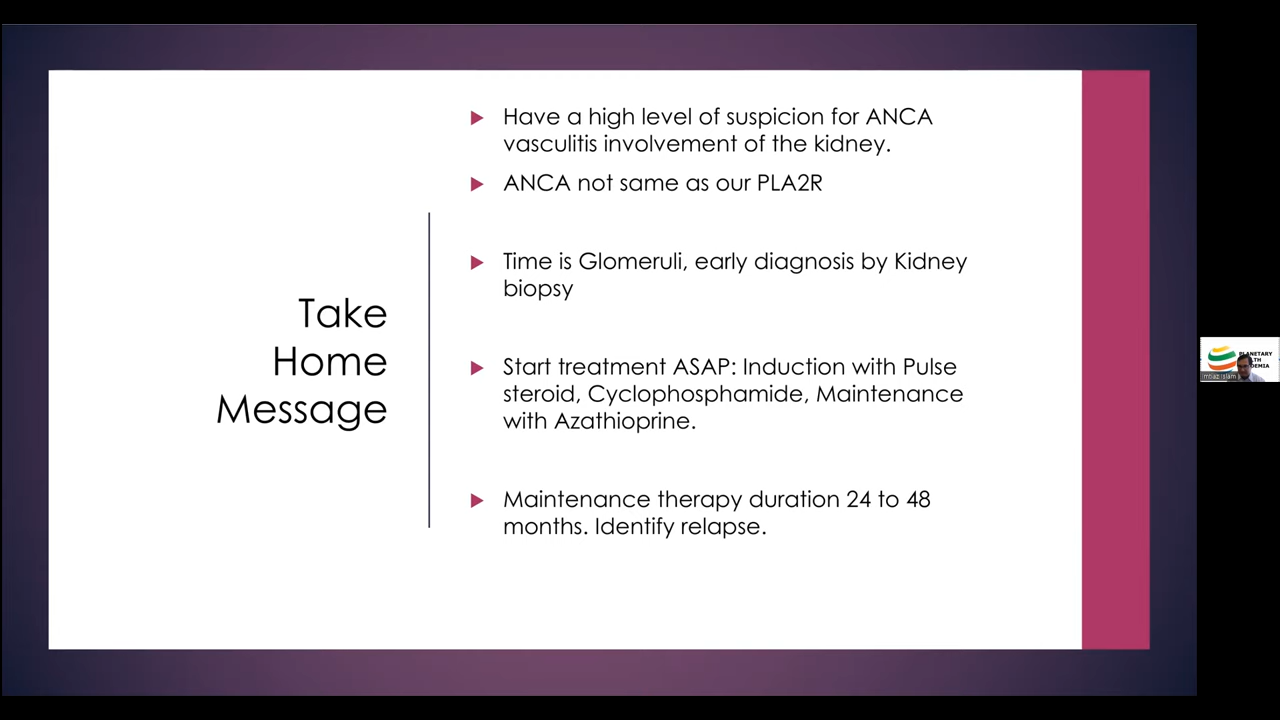 Take
Home
Message
Have a high level of suspicion for ANCA
vasculitis involvement of the kidney.
ANCA not same as our PLA2R
Time is Glomeruli, early diagnosis by Kidney
biopsy
Start treatment ASAP: Induction with Pulse
steroid, Cyclophosphamide, Maintenance
with Azathioprine.
Maintenance therapy duration 24 to 48
months. Identify relapse.